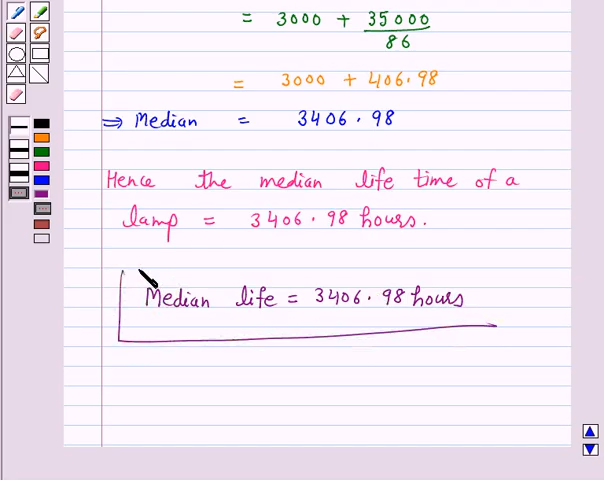 = 3000 + 35000/86
= 3000 + 406.98
⇒ Median = 3406.98
Hence the median life time of a
lamp = 3406.98 hours.
Median life = 3406.98 hours